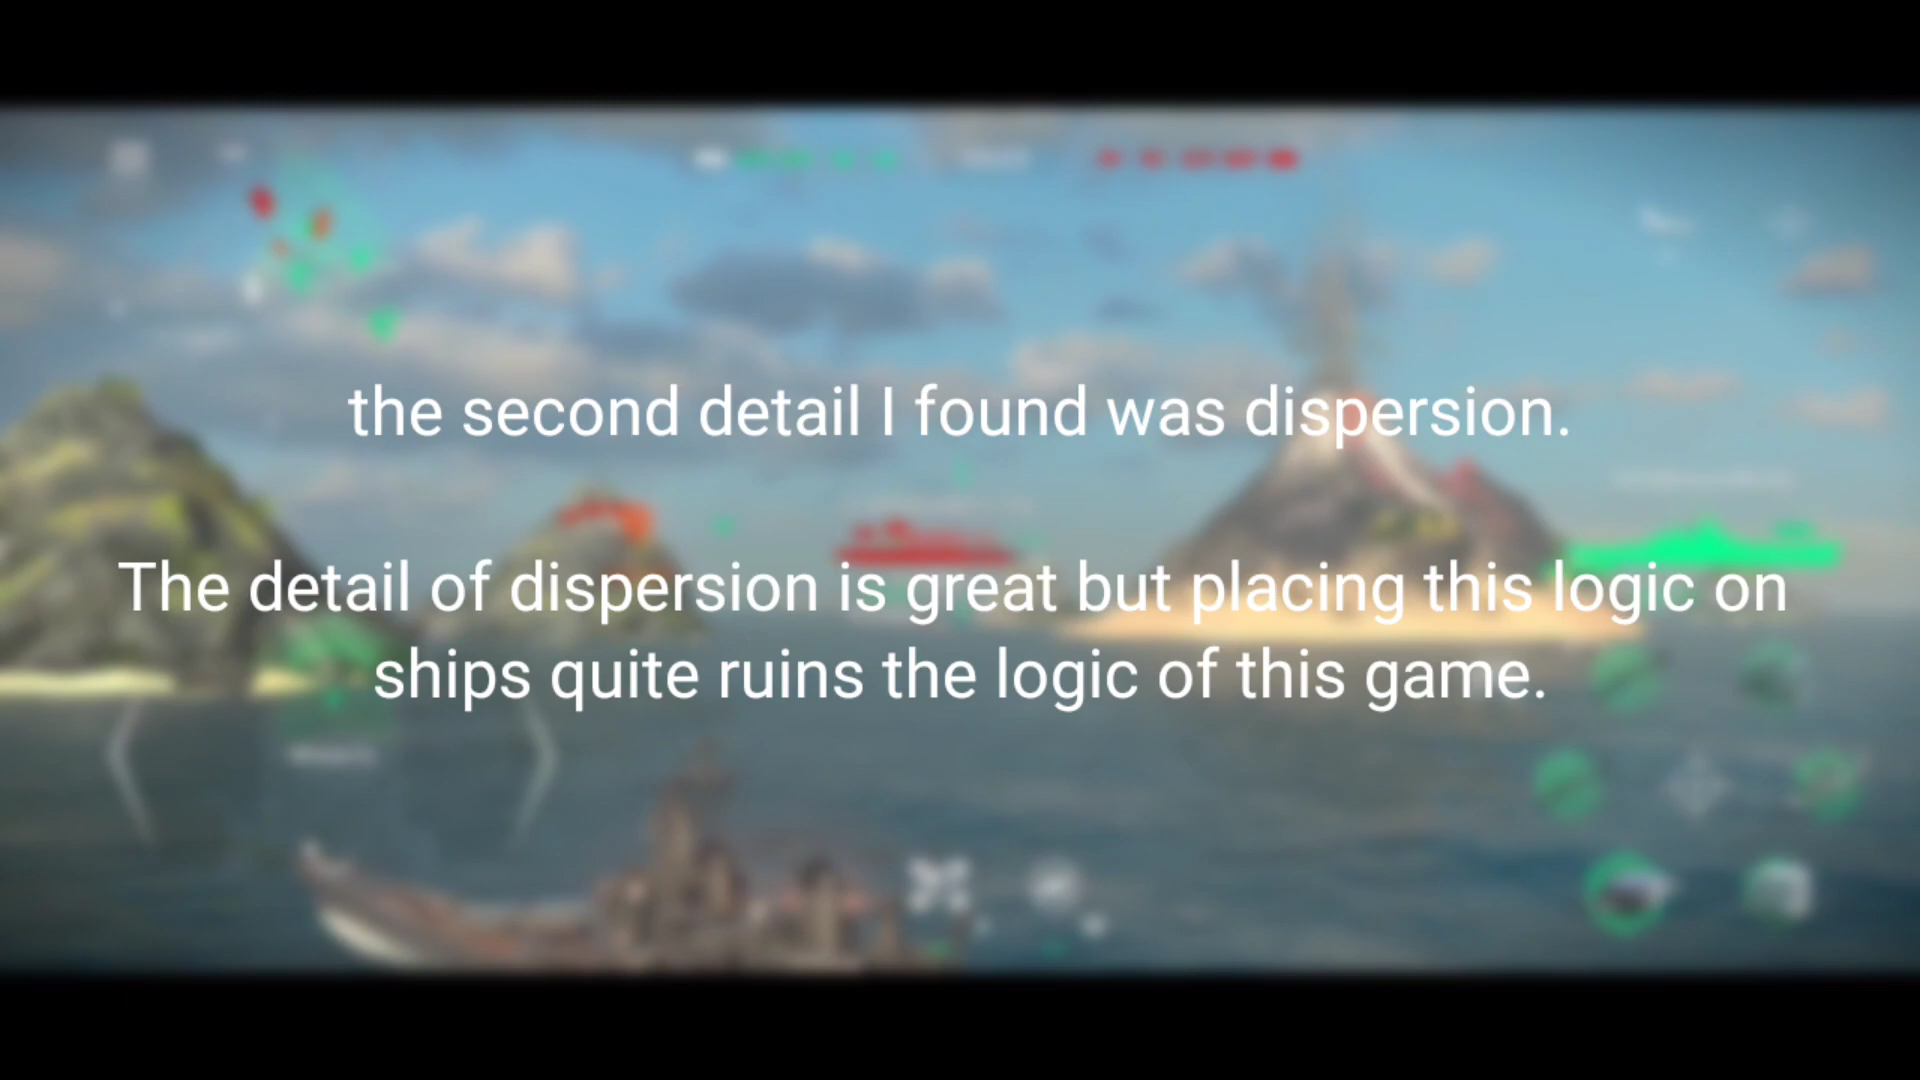 the second detail I found was dispersion.
The detail of dispersion is great but placing this logic on
ships quite ruins the logic of this game.